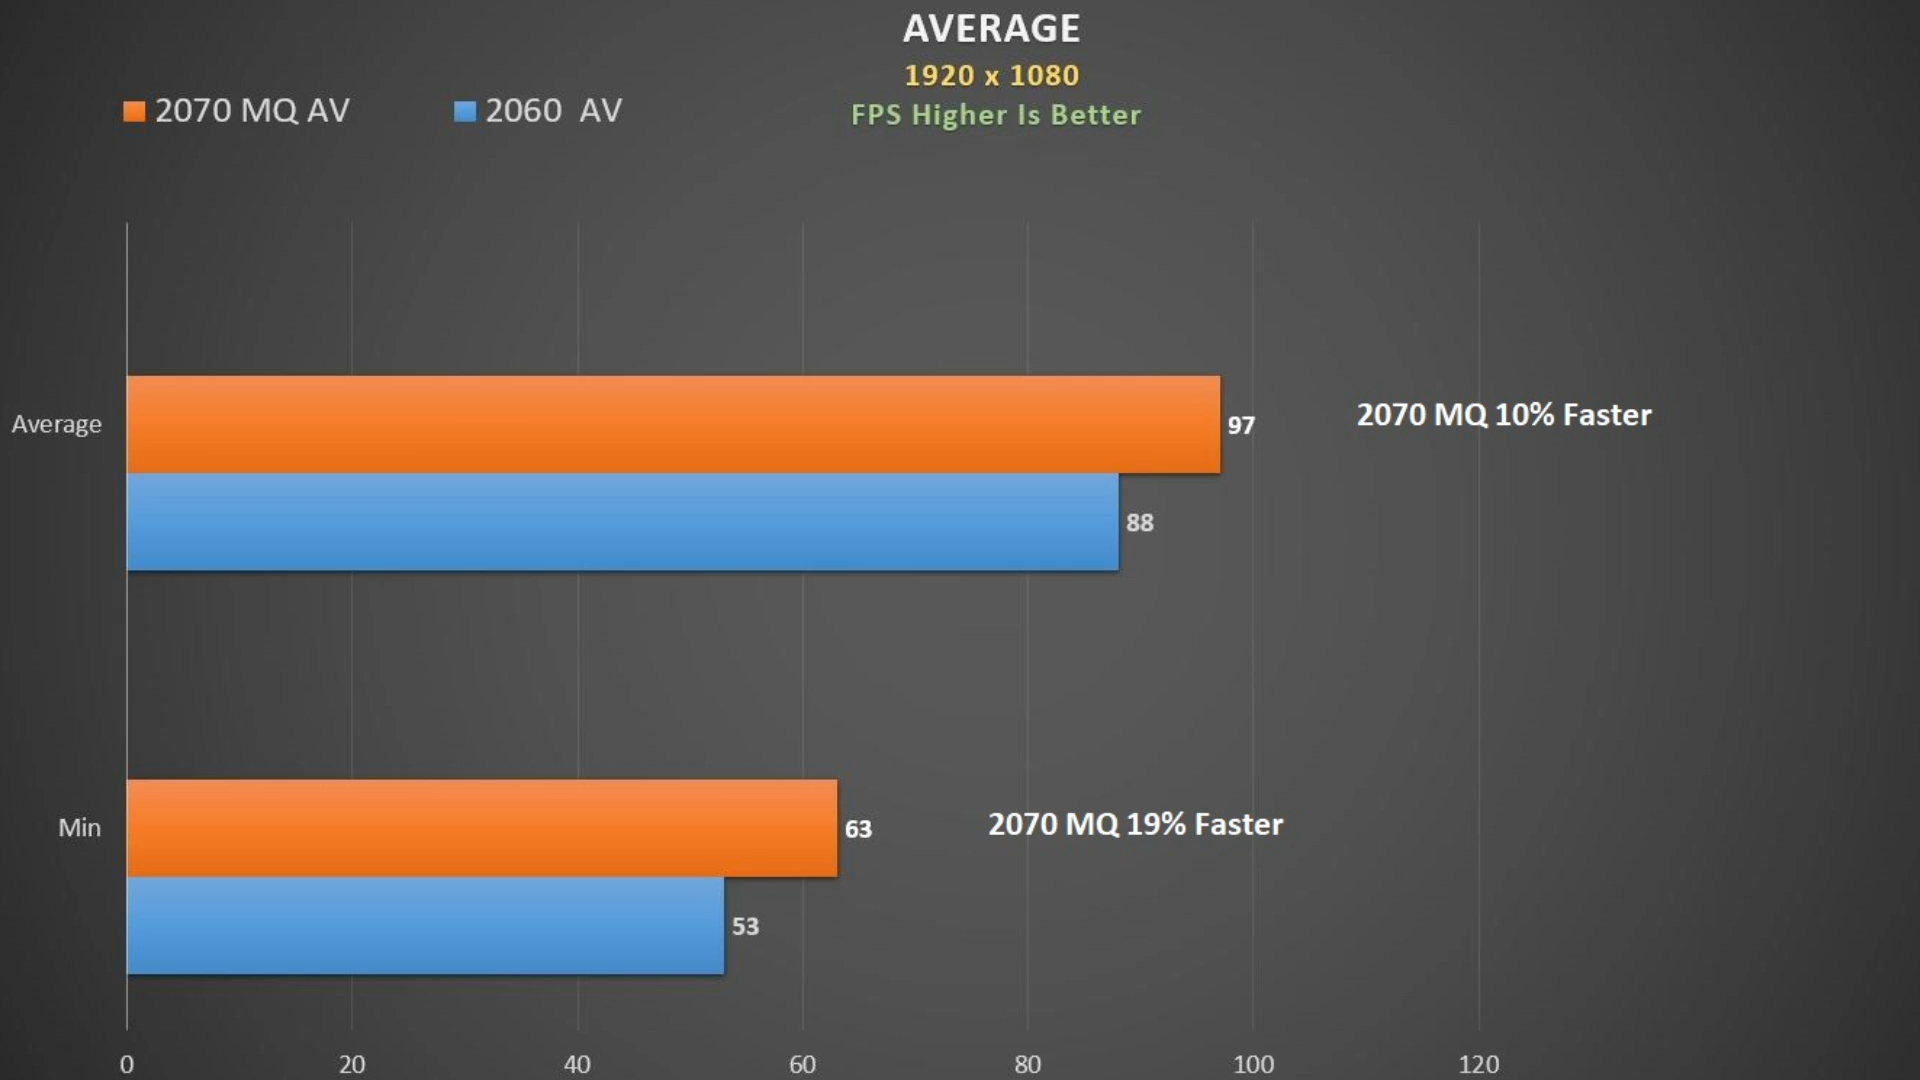 AVERAGE
1920 x 1080
FPS Higher Is Better
2070 MQ AV
2060 AV
Average
97
2070 MQ 10% Faster
88
Min
63
2070 MQ 19% Faster
53
0 20 40 60 80 100 120